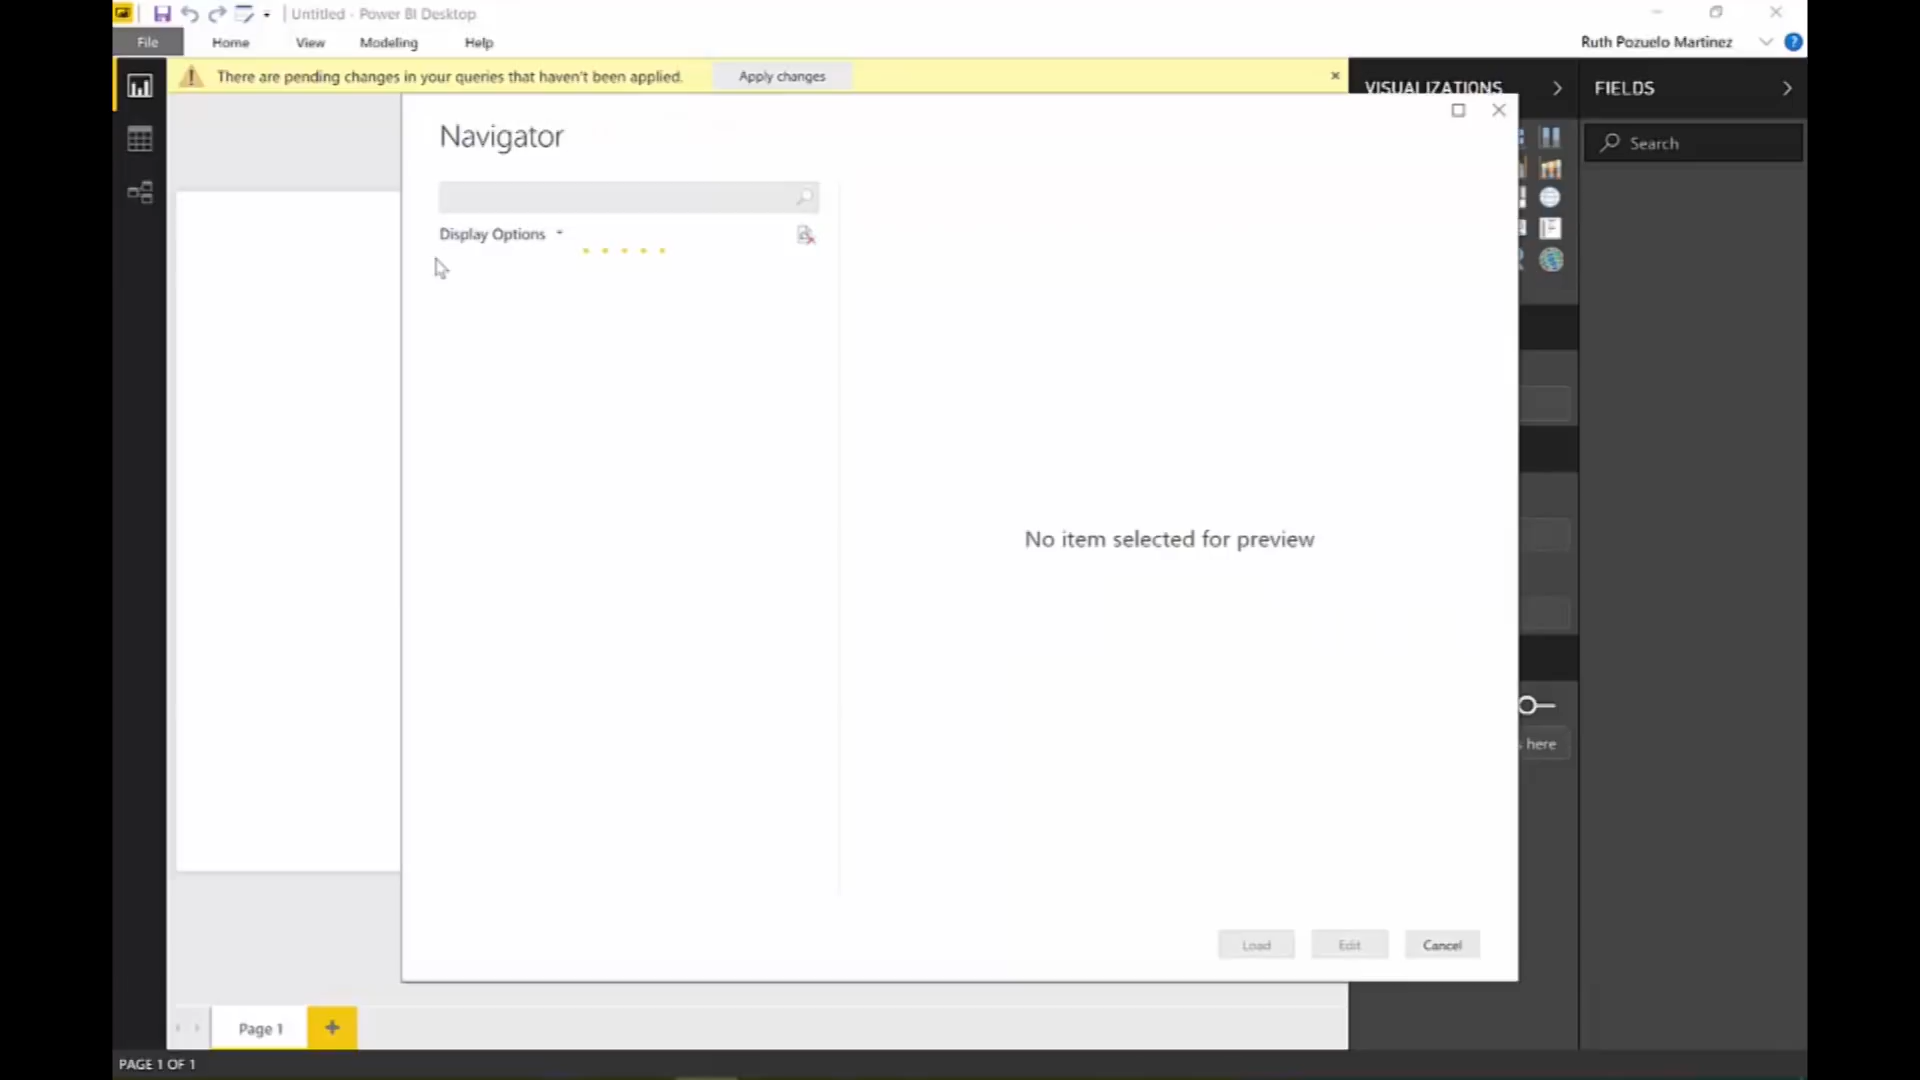 Untitled - Power BI Desktop
File Home View Modeling Help
Ruth Pozuelo Martinez
There are pending changes in your queries that haven't been applied.
Apply changes
VISUALIZATIONS
FIELDS
Search
Navigator
Display Options
No item selected for preview
here
Load Edit Cancel
Page 1
PAGE 1 OF 1